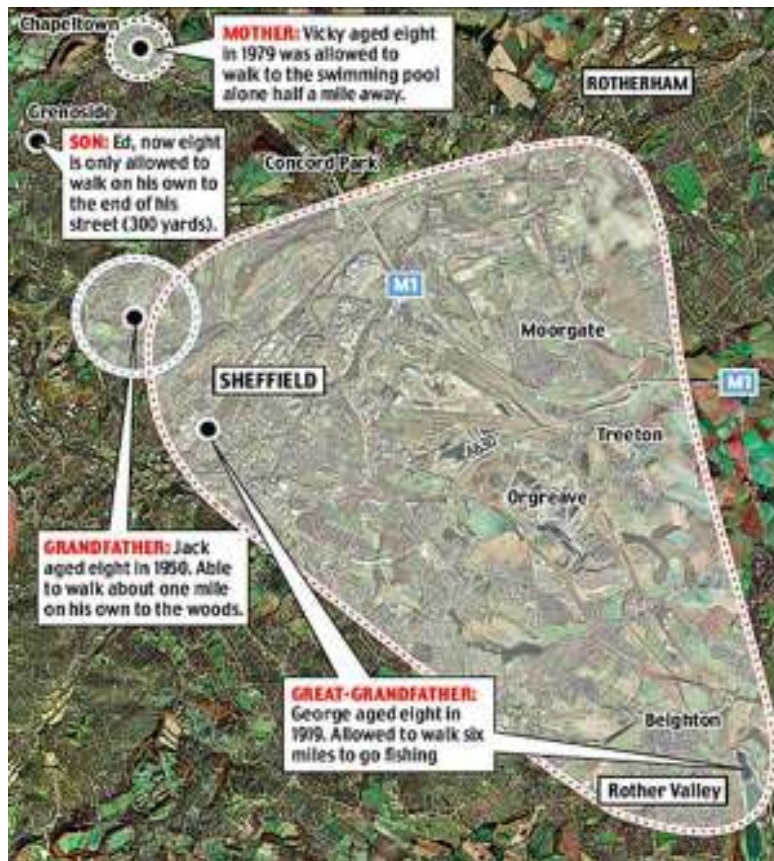 Chapeltown
MOTHER: Vicky aged eight
in 1979 was allowed to
walk to the swimming pool
alone half a mile away.
ROTHERHAM
Grenoside
SON: Ed, now eight
is only allowed to
walk on his own to
the end of his
street (300 yards).
Concord Park
M1
Moorgate
SHEFFIELD
M1
Treeton
A630
Orgreave
GRANDFATHER: Jack
aged eight in 1950. Able
to walk about one mile
on his own to the woods.
GREAT-GRANDFATHER:
George aged eight in
1919. Allowed to walk six
miles to go fishing
Beighton
Rother Valley